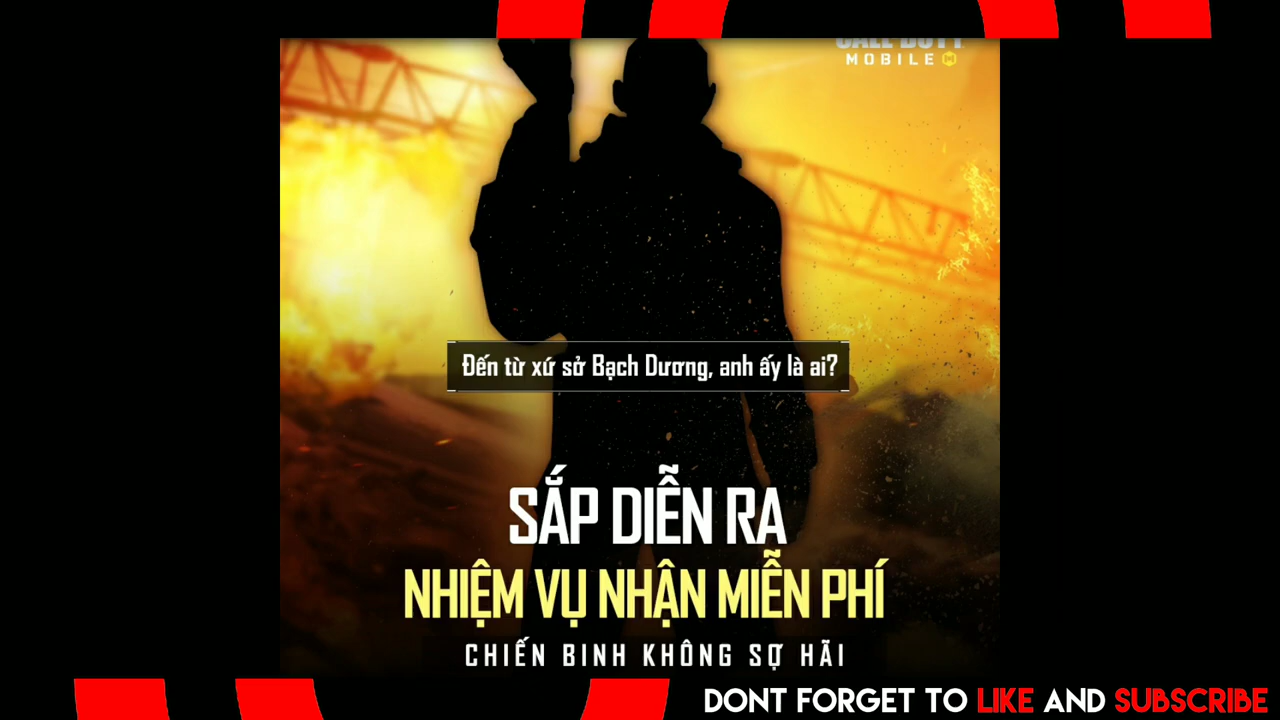 CALL DUTY
MOBILE
Đến từ xứ sở Bạch Dương, anh ấy là ai?
SẮP DIỄN RA
NHIỆM VỤ NHẬN MIỄN PHÍ
CHIẾN BINH KHÔNG SỢ HÃI
DONT FORGET TO LIKE AND SUBSCRIBE